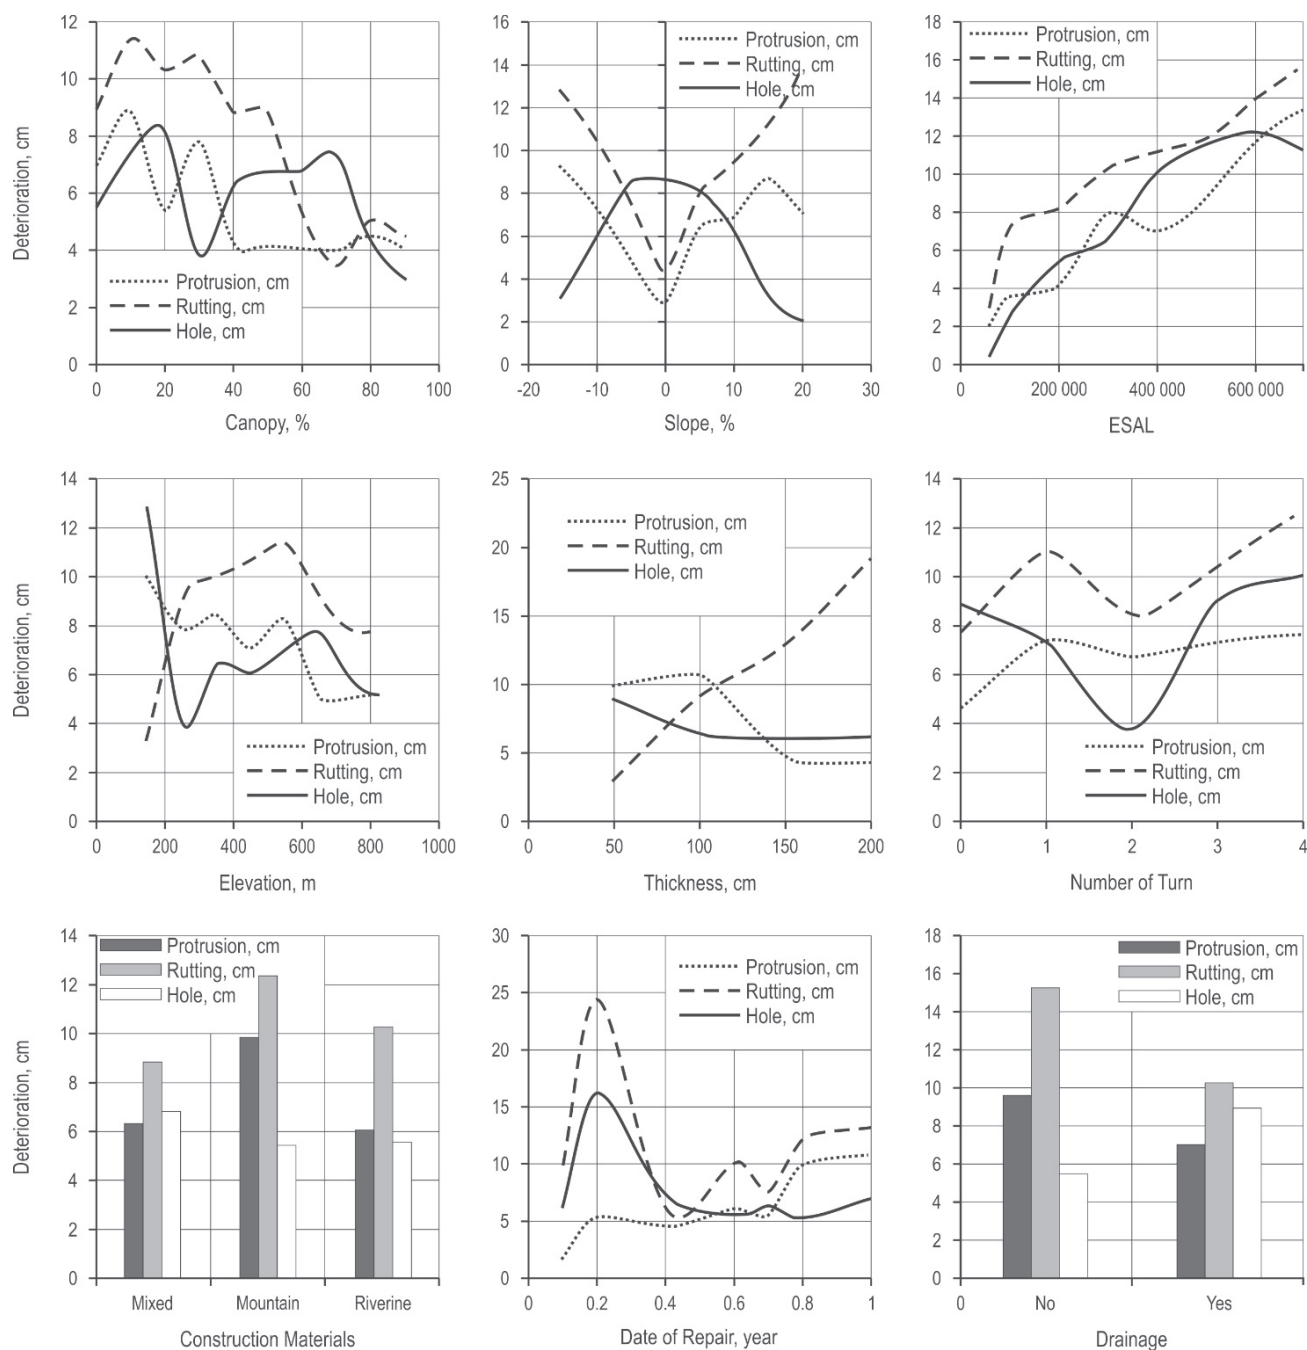 12
10
8
6
4
2
0
Deterioration, cm
Protrusion, cm
Rutting, cm
Hole, cm
0 20 40 60 80 100
Canopy, %
16
14
12
10
8
6
4
2
0
Protrusion, cm
Rutting, cm
Hole, cm
-20 -10 0 10 20 30
Slope, %
18
16
14
12
10
8
6
4
2
0
Protrusion, cm
Rutting, cm
Hole, cm
0 200 000 400 000 600 000
ESAL
14
12
10
8
6
4
2
0
Deterioration, cm
Protrusion, cm
Rutting, cm
Hole, cm
0 200 400 600 800 1000
Elevation, m
25
20
15
10
5
0
Protrusion, cm
Rutting, cm
Hole, cm
0 50 100 150 200
Thickness, cm
14
12
10
8
6
4
2
0
Protrusion, cm
Rutting, cm
Hole, cm
0 1 2 3 4
Number of Turn
14
12
10
8
6
4
2
0
Deterioration, cm
Protrusion, cm
Rutting, cm
Hole, cm
Mixed Mountain Riverine
Construction Materials
30
25
20
15
10
5
0
Protrusion, cm
Rutting, cm
Hole, cm
0 0.2 0.4 0.6 0.8 1
Date of Repair, year
18
16
14
12
10
8
6
4
2
0
Protrusion, cm
Rutting, cm
Hole, cm
0 No Yes
Drainage